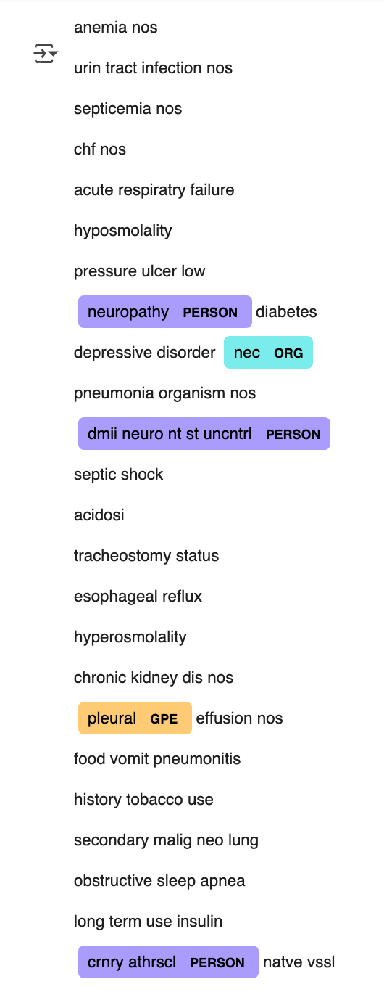 anemia nos
urin tract infection nos
septicemia nos
chf nos
acute respiratry failure
hyposmolality
pressure ulcer low
neuropathy PERSON diabetes
depressive disorder nec ORG
pneumonia organism nos
dmii neuro nt st uncntrl PERSON
septic shock
acidosi
tracheostomy status
esophageal reflux
hyperosmolality
chronic kidney dis nos
pleural GPE effusion nos
food vomit pneumonitis
history tobacco use
secondary malig neo lung
obstructive sleep apnea
long term use insulin
crnry athrscl PERSON natve vssl